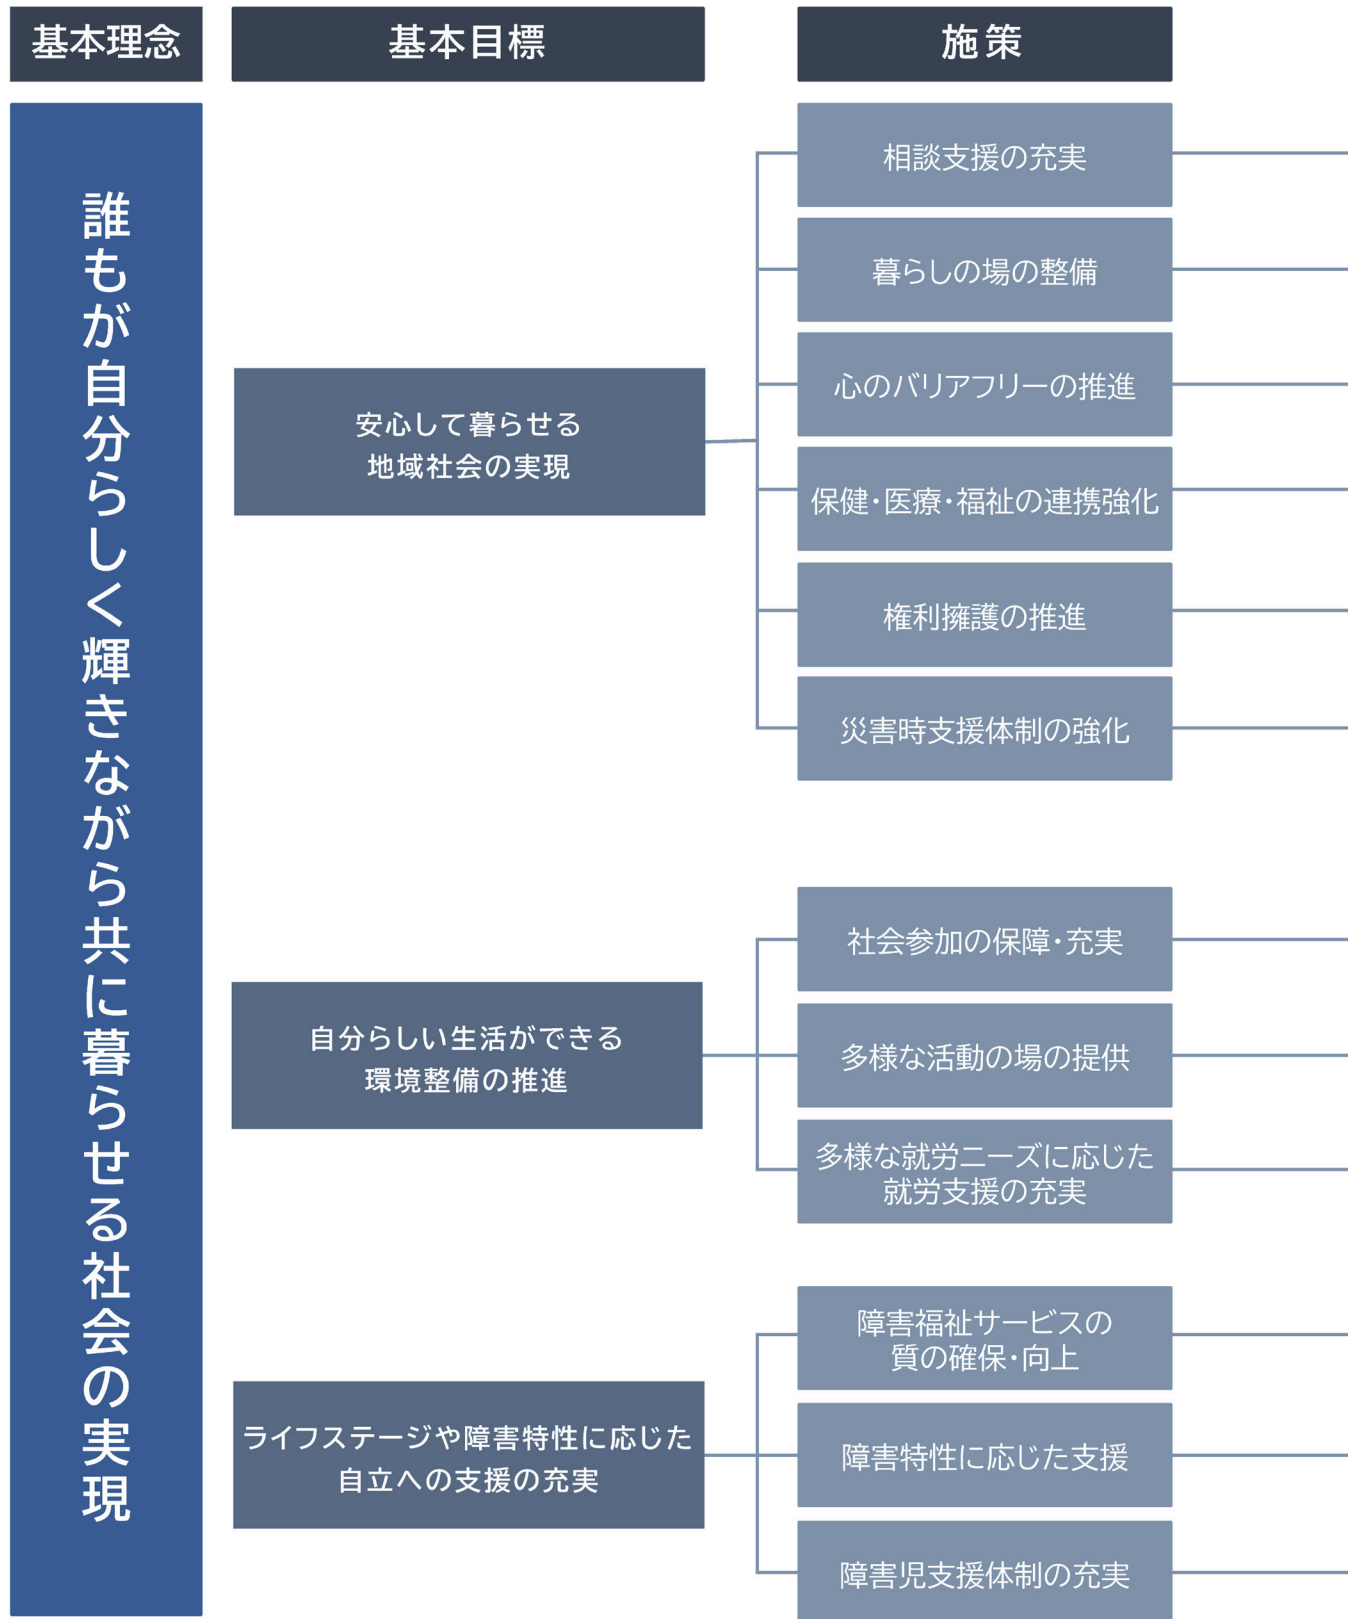 基本理念
基本目標
施策
誰もが自分らしく輝きながら共に暮らせる社会の実現
安心して暮らせる
地域社会の実現
相談支援の充実
暮らしの場の整備
心のバリアフリーの推進
保健・医療・福祉の連携強化
権利擁護の推進
災害時支援体制の強化
自分らしい生活ができる
環境整備の推進
社会参加の保障・充実
多様な活動の場の提供
多様な就労ニーズに応じた
就労支援の充実
ライフステージや障害特性に応じた
自立への支援の充実
障害福祉サービスの
質の確保・向上
障害特性に応じた支援
障害児支援体制の充実